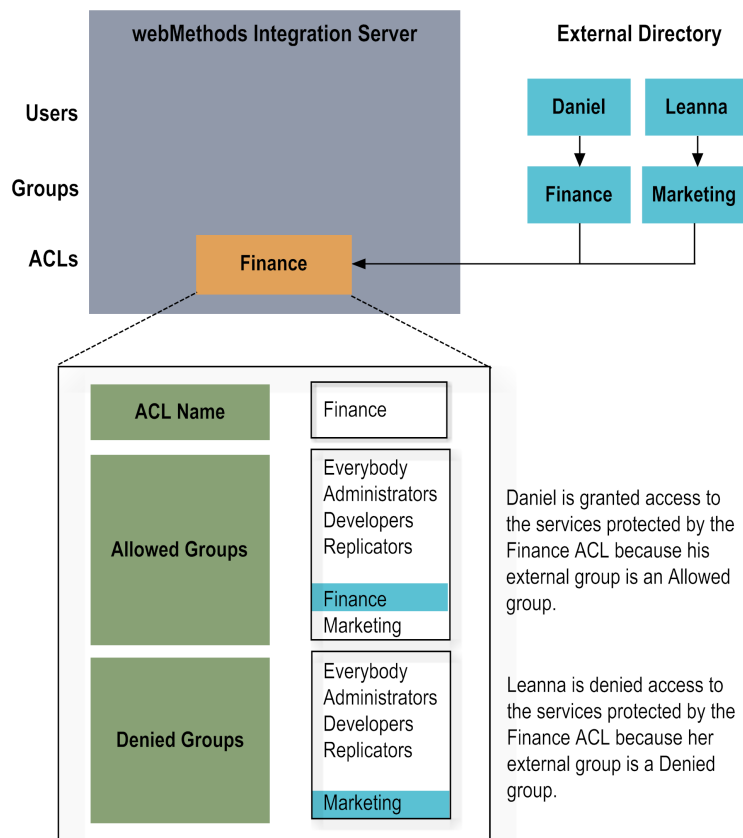 webMethods Integration Server
External Directory
Users
Daniel
Leanna
Groups
Finance
Marketing
ACLs
Finance
ACL Name
Finance
Allowed Groups
Everybody
Administrators
Developers
Replicators
Finance
Marketing
Daniel is granted access to
the services protected by the
Finance ACL because his
external group is an Allowed
group.
Denied Groups
Everybody
Administrators
Developers
Replicators
Marketing
Leanna is denied access to
the services protected by the
Finance ACL because her
external group is a Denied
group.